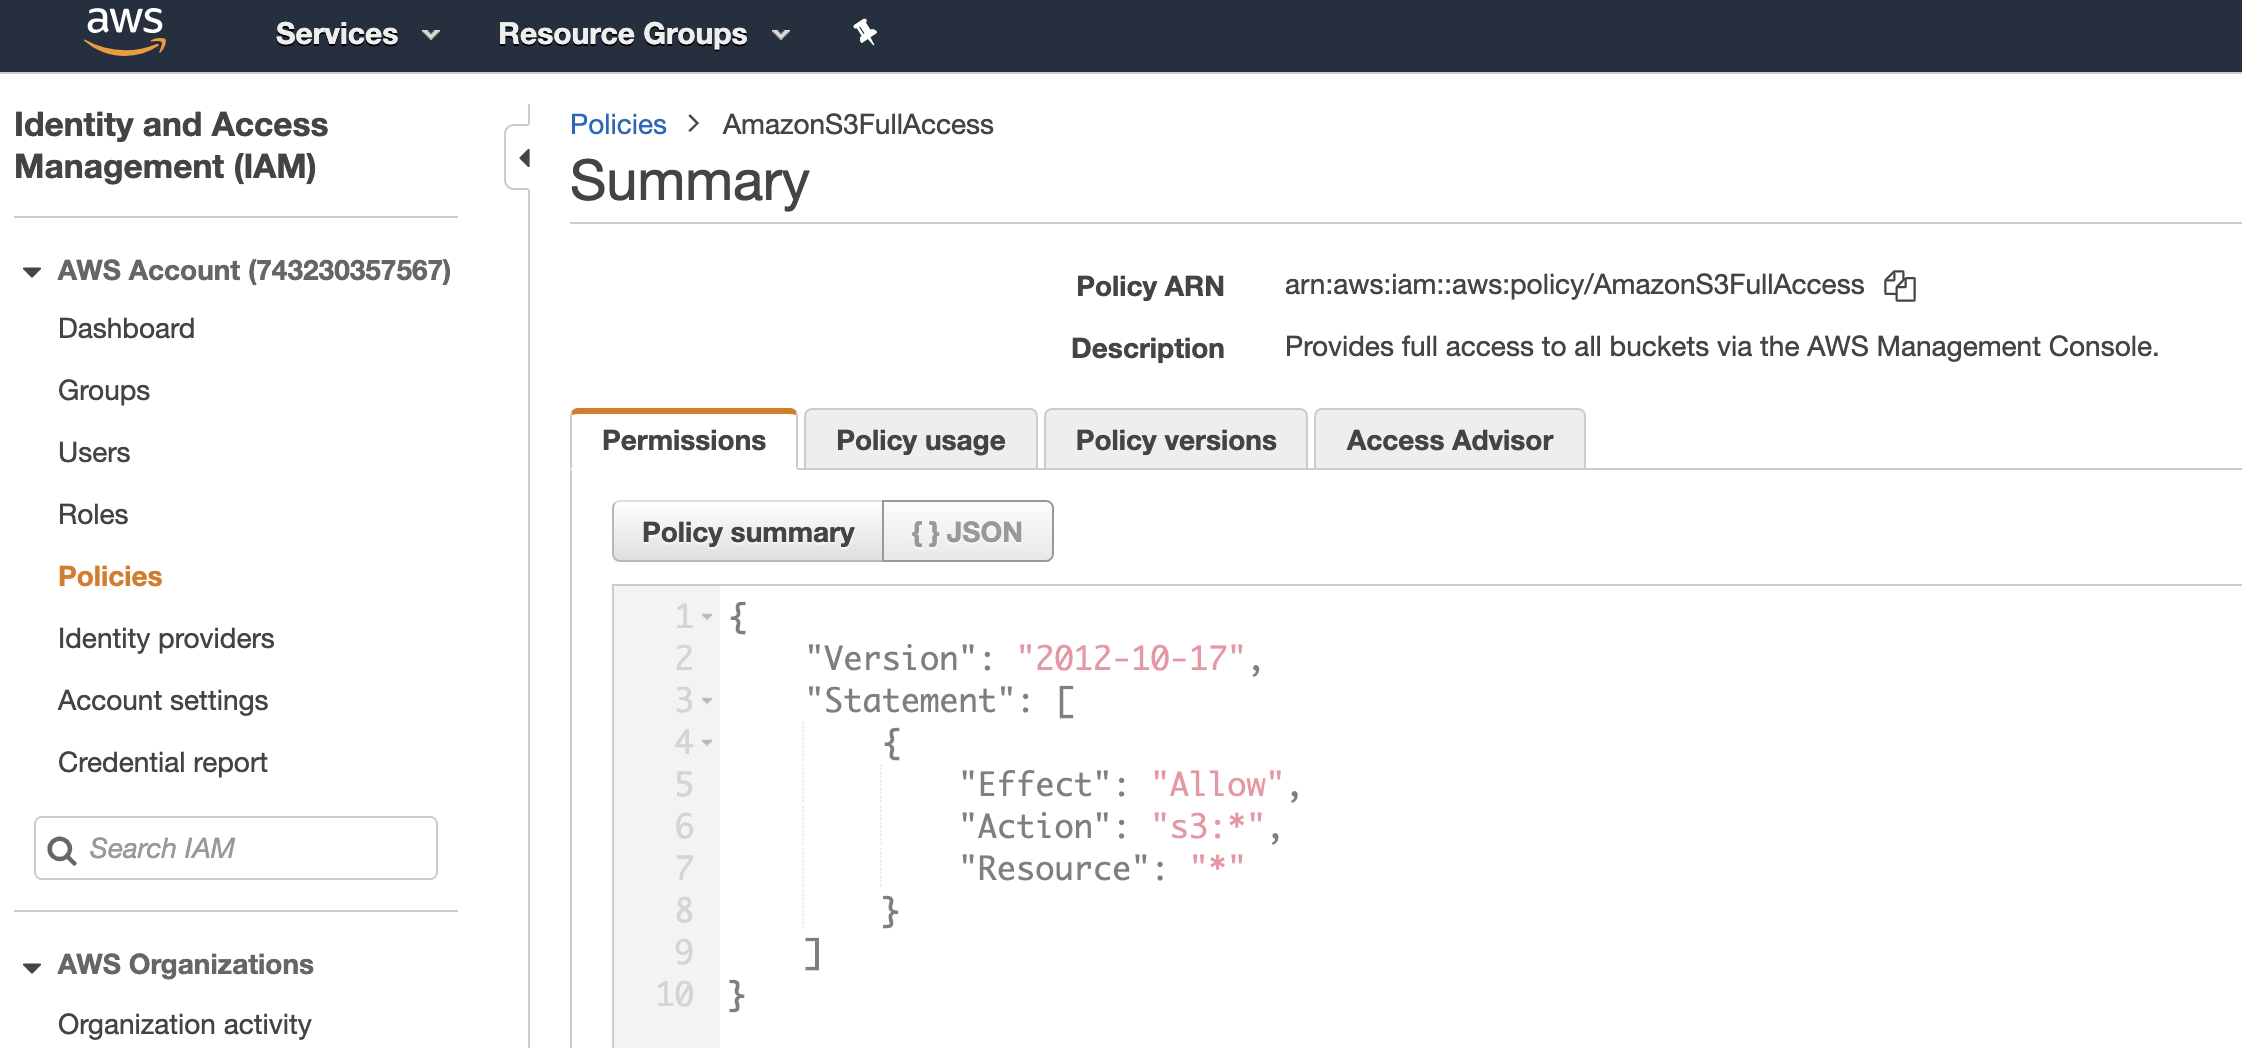 aws Services Resource Groups
Identity and Access
Management (IAM)
AWS Account (743230357567)
Dashboard
Groups
Users
Roles
Policies
Identity providers
Account settings
Credential report
Search IAM
AWS Organizations
Organization activity
Policies > AmazonS3FullAccess
Summary
Policy ARN arn:aws:iam::aws:policy/AmazonS3FullAccess
Description Provides full access to all buckets via the AWS Management Console.
Permissions Policy usage Policy versions Access Advisor
Policy summary { } JSON
1 {
2 "Version": "2012-10-17",
3 "Statement": [
4 {
5 "Effect": "Allow",
6 "Action": "s3:*",
7 "Resource": "*"
8 }
9 ]
10 }